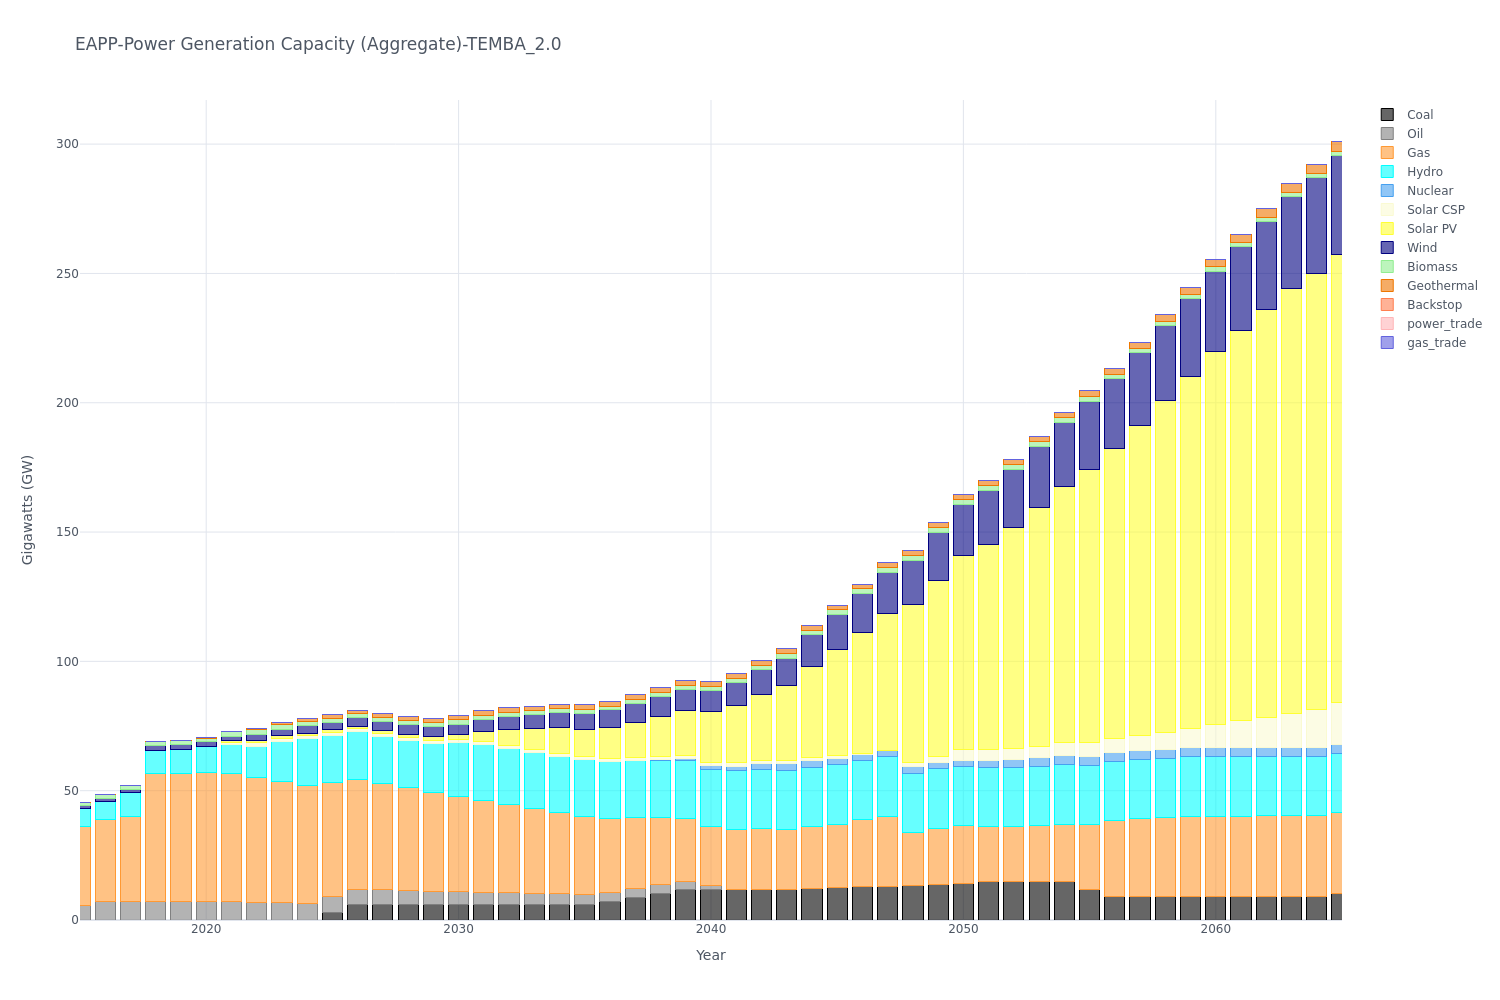 EAPP-Power Generation Capacity (Aggregate)-TEMBA_2.0
Gigawatts (GW)
300
250
200
150
100
50
0
2020
2030
2040
2050
2060
Year
Coal
Oil
Gas
Hydro
Nuclear
Solar CSP
Solar PV
Wind
Biomass
Geothermal
Backstop
power_trade
gas_trade